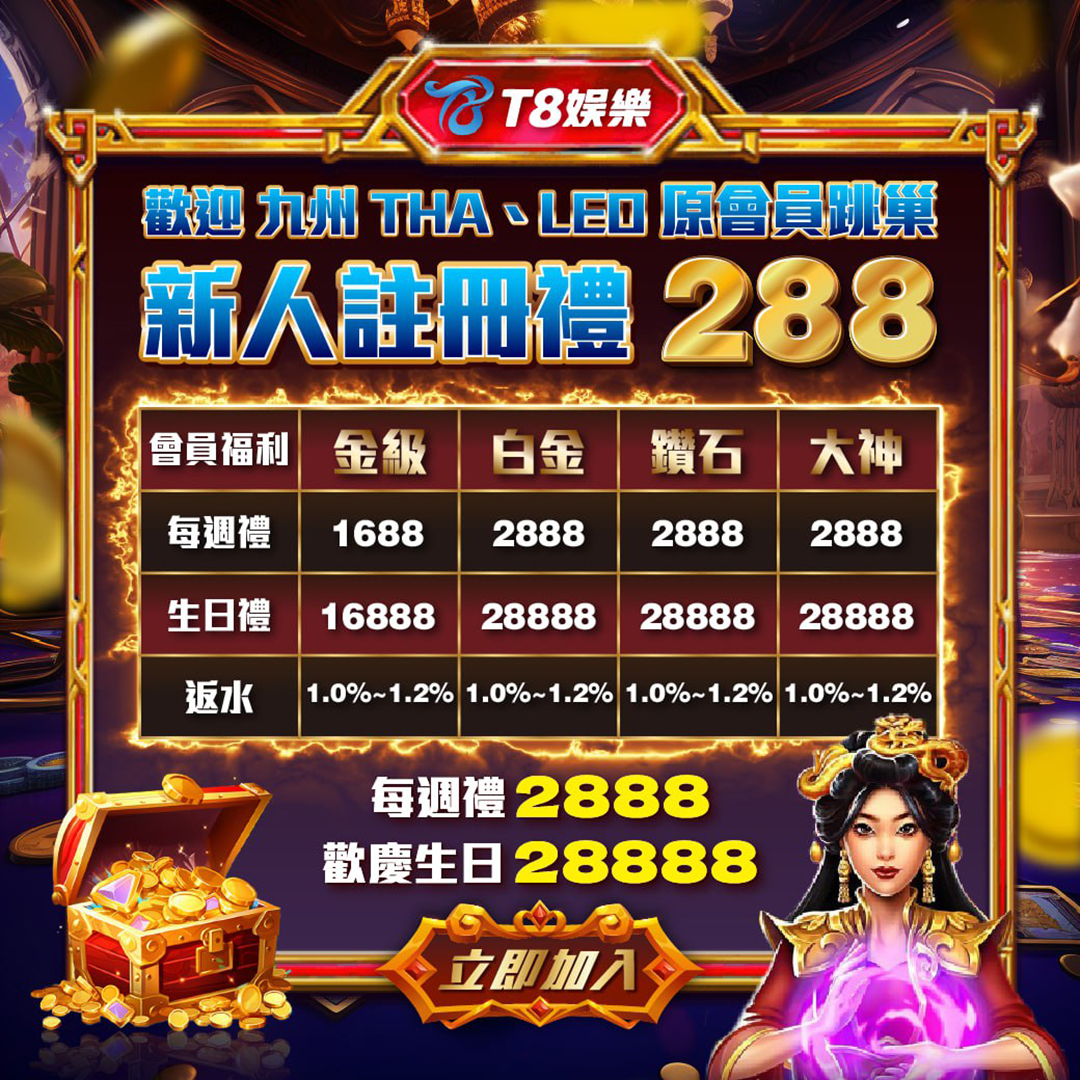 T8娛樂
歡迎 九州 THA、LEO 原會員跳巢
新人註冊禮 288
會員福利 金級 白金 鑽石 大神
每週禮 1688 2888 2888 2888
生日禮 16888 28888 28888 28888
返水 1.0%~1.2% 1.0%~1.2% 1.0%~1.2% 1.0%~1.2%
每週禮 2888
歡慶生日 28888
立即加入